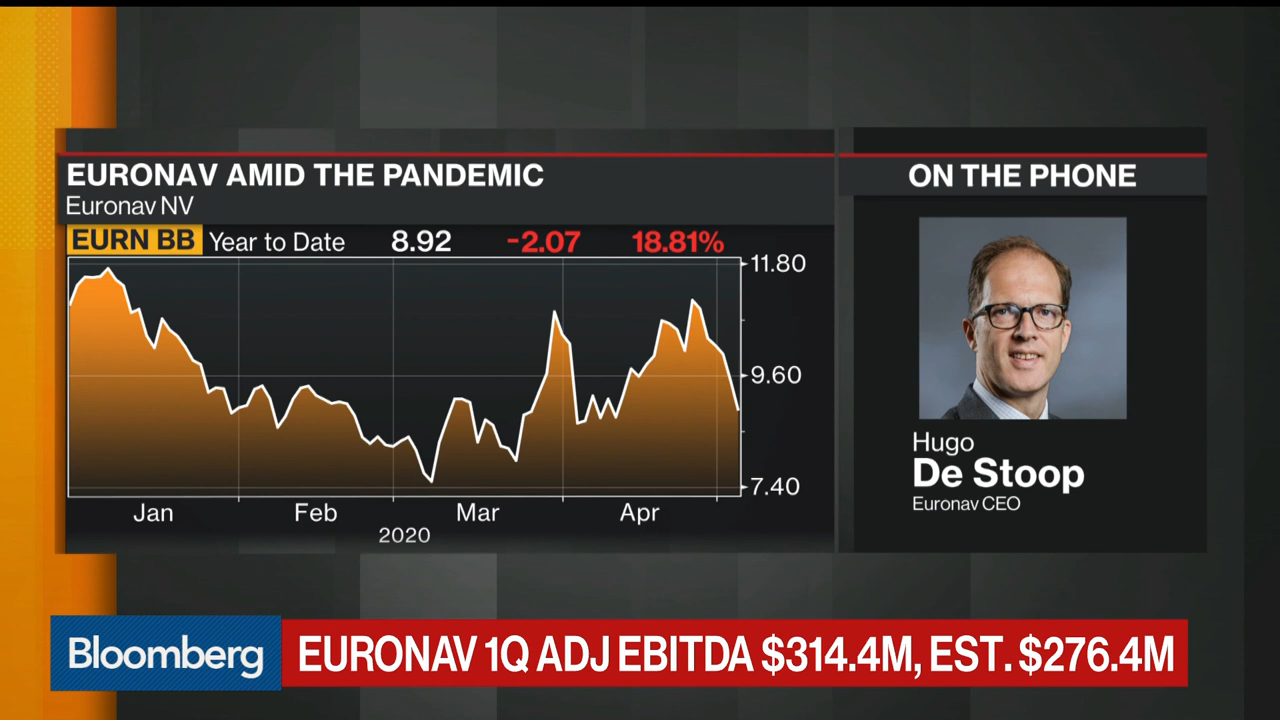 EURONAV AMID THE PANDEMIC
Euronav NV
EURN BB Year to Date 8.92 -2.07 18.81%
11.80
9.60
7.40
Jan Feb Mar Apr
2020
ON THE PHONE
Hugo
De Stoop
Euronav CEO
Bloomberg
EURONAV 1Q ADJ EBITDA $314.4M, EST. $276.4M